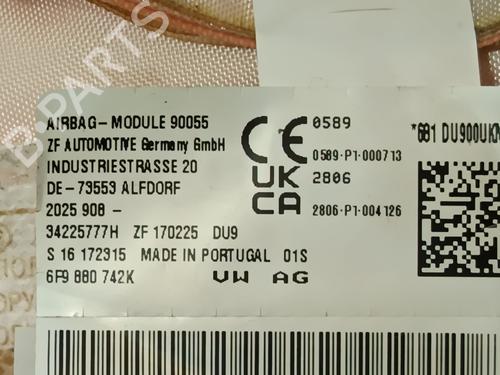 AIRBAG-MODULE 90055
ZF AUTOMOTIVE Germany GmbH
INDUSTRIESTRASSE 20
DE-73553 ALFDORF
2025 908 -
34225777H ZF 170225 DU9
S 16 172315 MADE IN PORTUGAL 01S
6F9 880 742K VW AG
CE 0589
0589-P1-000713
UK
CA
2806
2806-P1-004126
*681 DU900UKN
B-PARTS